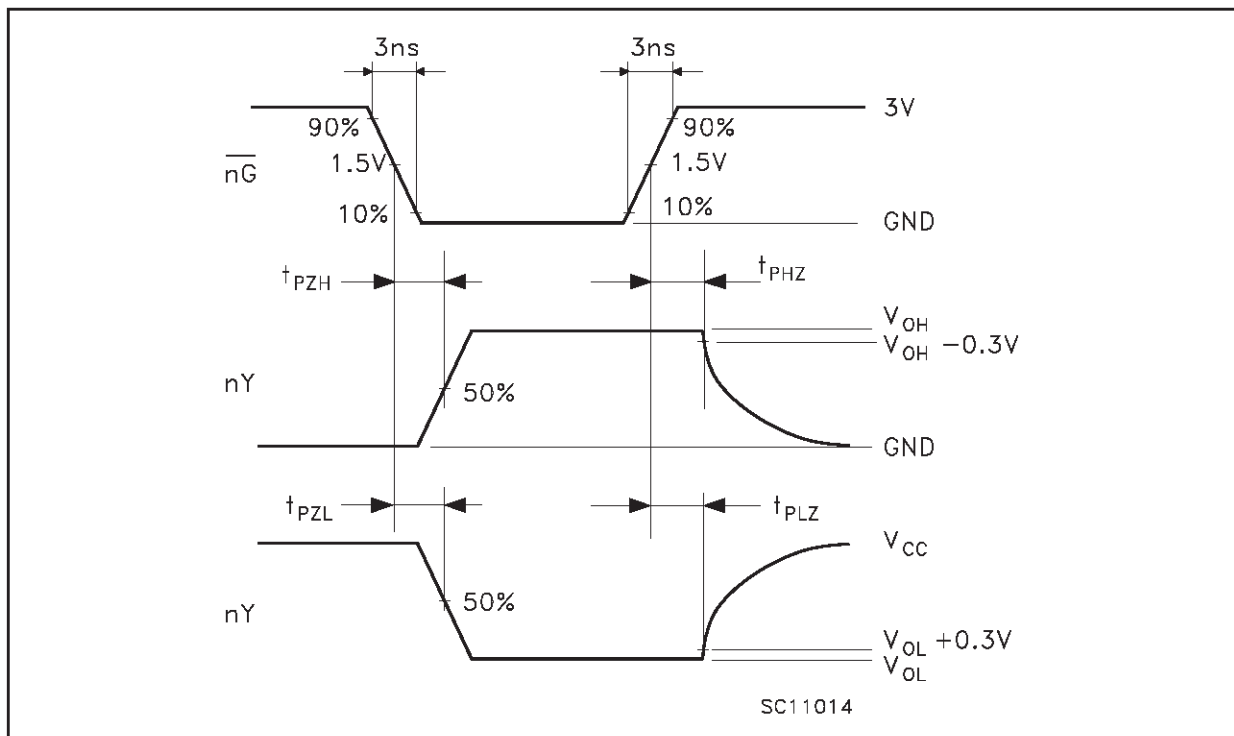 3ns 3ns
3V
90% 90%
n̅G̅ 1.5V 1.5V
10% 10%
GND
tPZH tPHZ
VOH
VOH −0.3V
nY 50%
GND
tPZL tPLZ
VCC
nY 50%
VOL +0.3V
VOL
SC11014